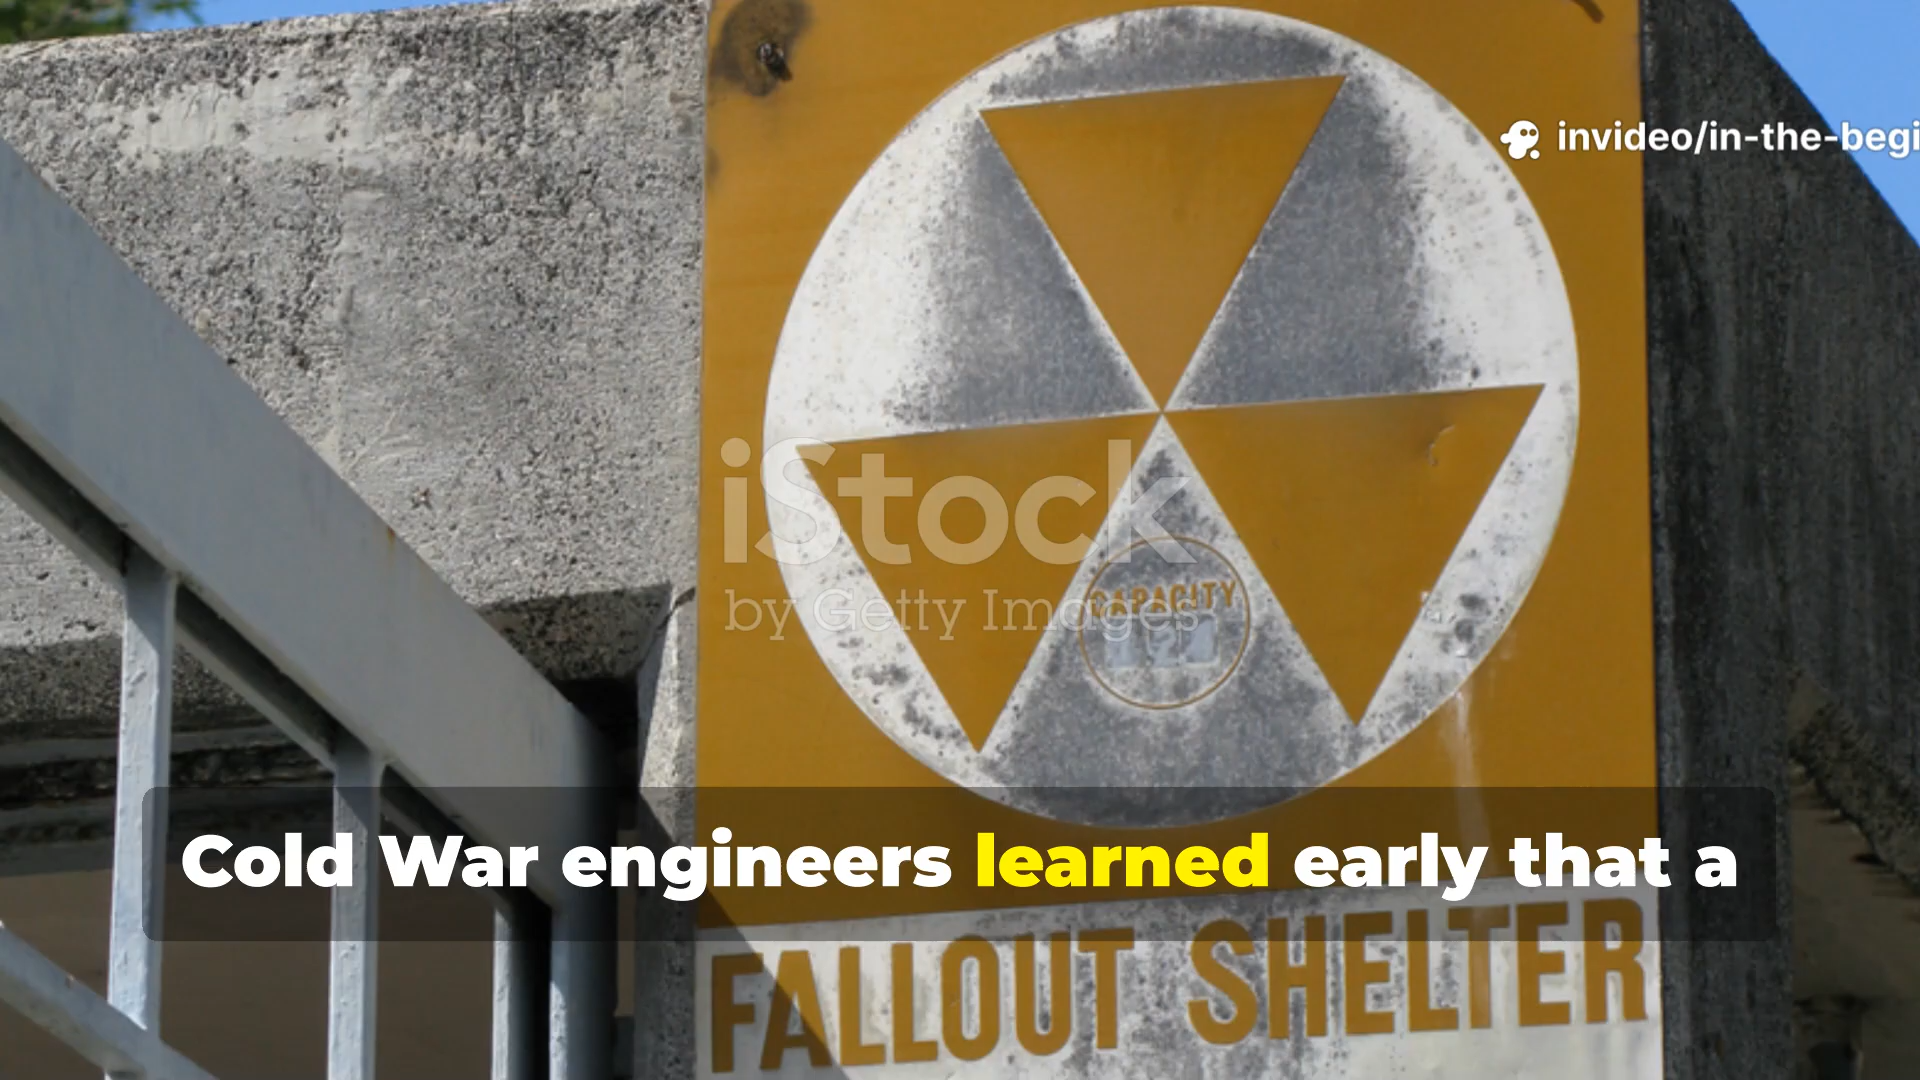 invideo/in-the-begi
iStock
by Getty Images
CAPACITY
Cold War engineers learned early that a
FALLOUT SHELTER